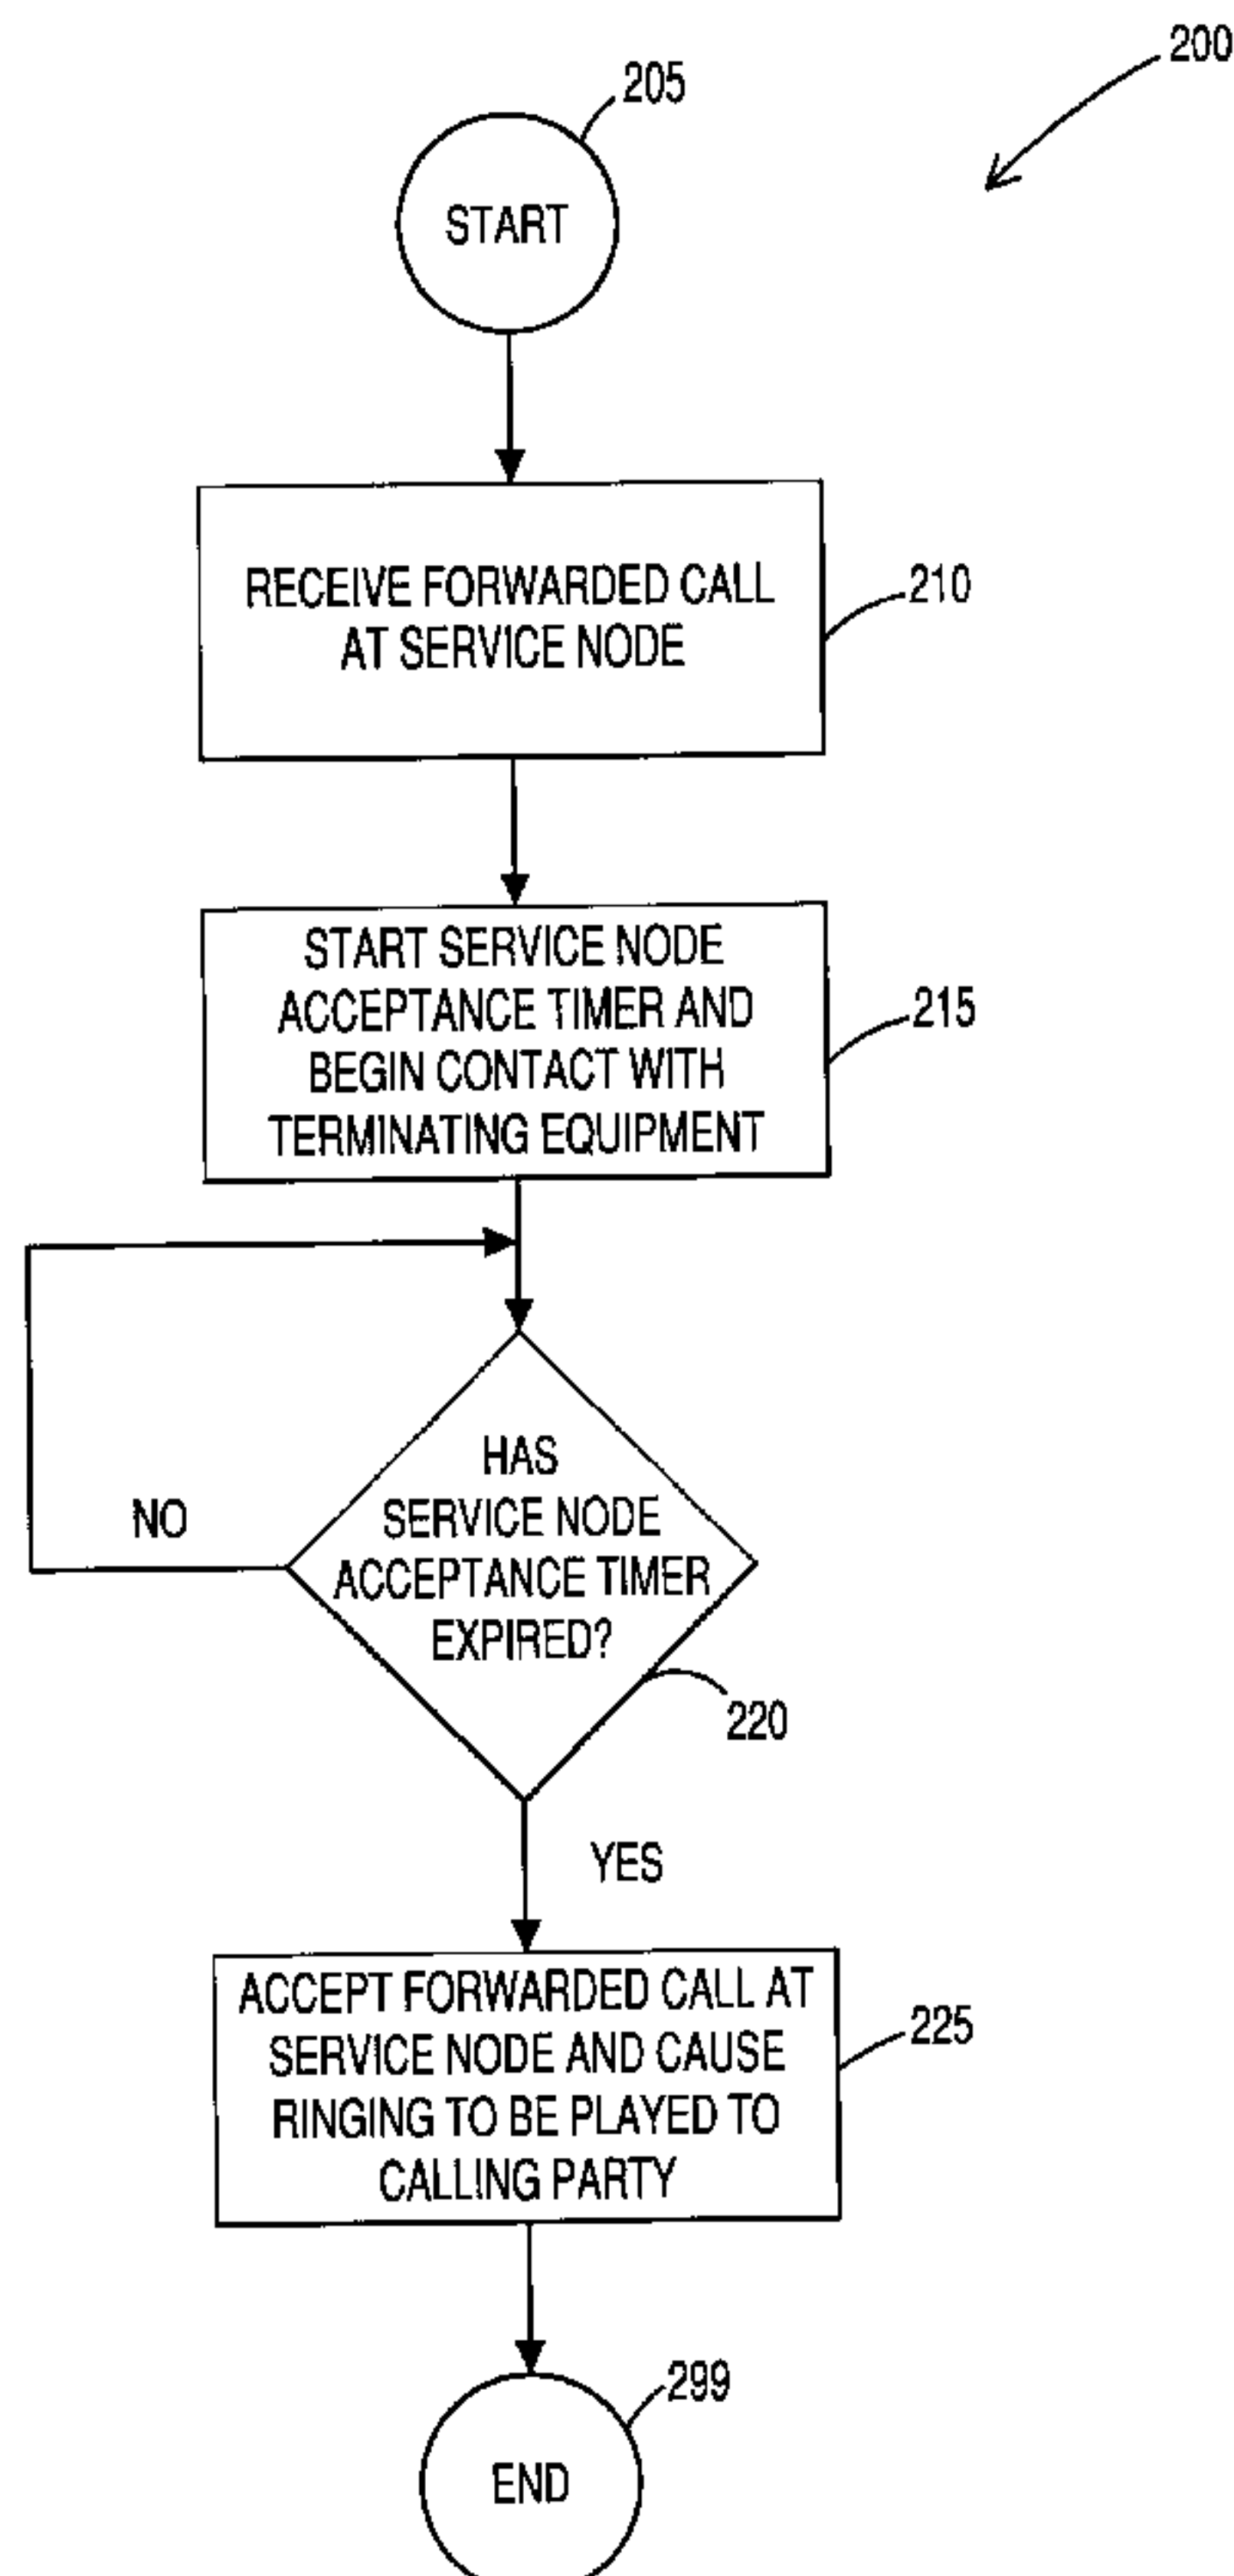 200
205
START
RECEIVE FORWARDED CALL
AT SERVICE NODE
210
START SERVICE NODE
ACCEPTANCE TIMER AND
BEGIN CONTACT WITH
TERMINATING EQUIPMENT
215
HAS
SERVICE NODE
ACCEPTANCE TIMER
EXPIRED?
NO
220
YES
ACCEPT FORWARDED CALL AT
SERVICE NODE AND CAUSE
RINGING TO BE PLAYED TO
CALLING PARTY
225
299
END